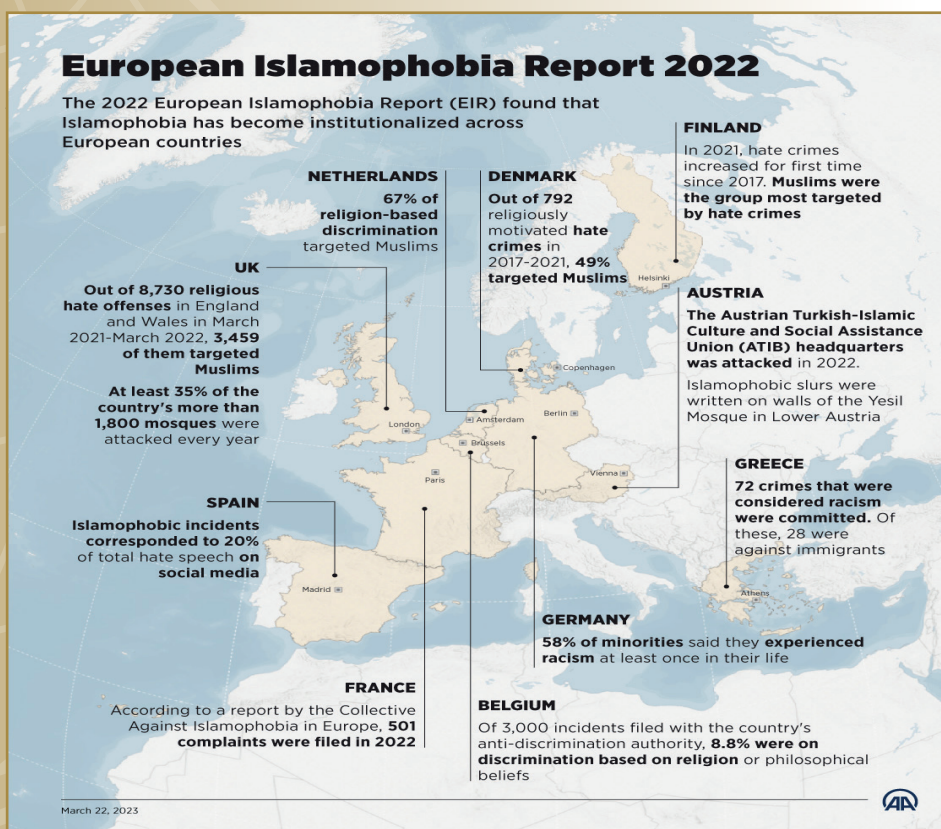 European Islamophobia Report 2022
The 2022 European Islamophobia Report (EIR) found that
Islamophobia has become institutionalized across
European countries
FINLAND
In 2021, hate crimes
increased for first time
since 2017. Muslims were
the group most targeted
by hate crimes
NETHERLANDS
67% of
religion-based
discrimination
targeted Muslims
DENMARK
Out of 792
religiously
motivated hate
crimes in
2017-2021, 49%
targeted Muslims
UK
Out of 8,730 religious
hate offenses in England
and Wales in March
2021-March 2022, 3,459
of them targeted
Muslims
At least 35% of the
country's more than
1,800 mosques were
attacked every year
Helsinki
AUSTRIA
The Austrian Turkish-Islamic
Culture and Social Assistance
Union (ATIB) headquarters
was attacked in 2022.
Islamophobic slurs were
written on walls of the Yesil
Mosque in Lower Austria
Copenhagen
Amsterdam
Berlin
London
Brussels
Paris
Vienna
GREECE
72 crimes that were
considered racism
were committed. Of
these, 28 were
against immigrants
SPAIN
Islamophobic incidents
corresponded to 20%
of total hate speech on
social media
Madrid
Athens
GERMANY
58% of minorities said they experienced
racism at least once in their life
FRANCE
According to a report by the Collective
Against Islamophobia in Europe, 501
complaints were filed in 2022
BELGIUM
Of 3,000 incidents filed with the country's
anti-discrimination authority, 8.8% were on
discrimination based on religion or philosophical
beliefs
March 22, 2023
AA